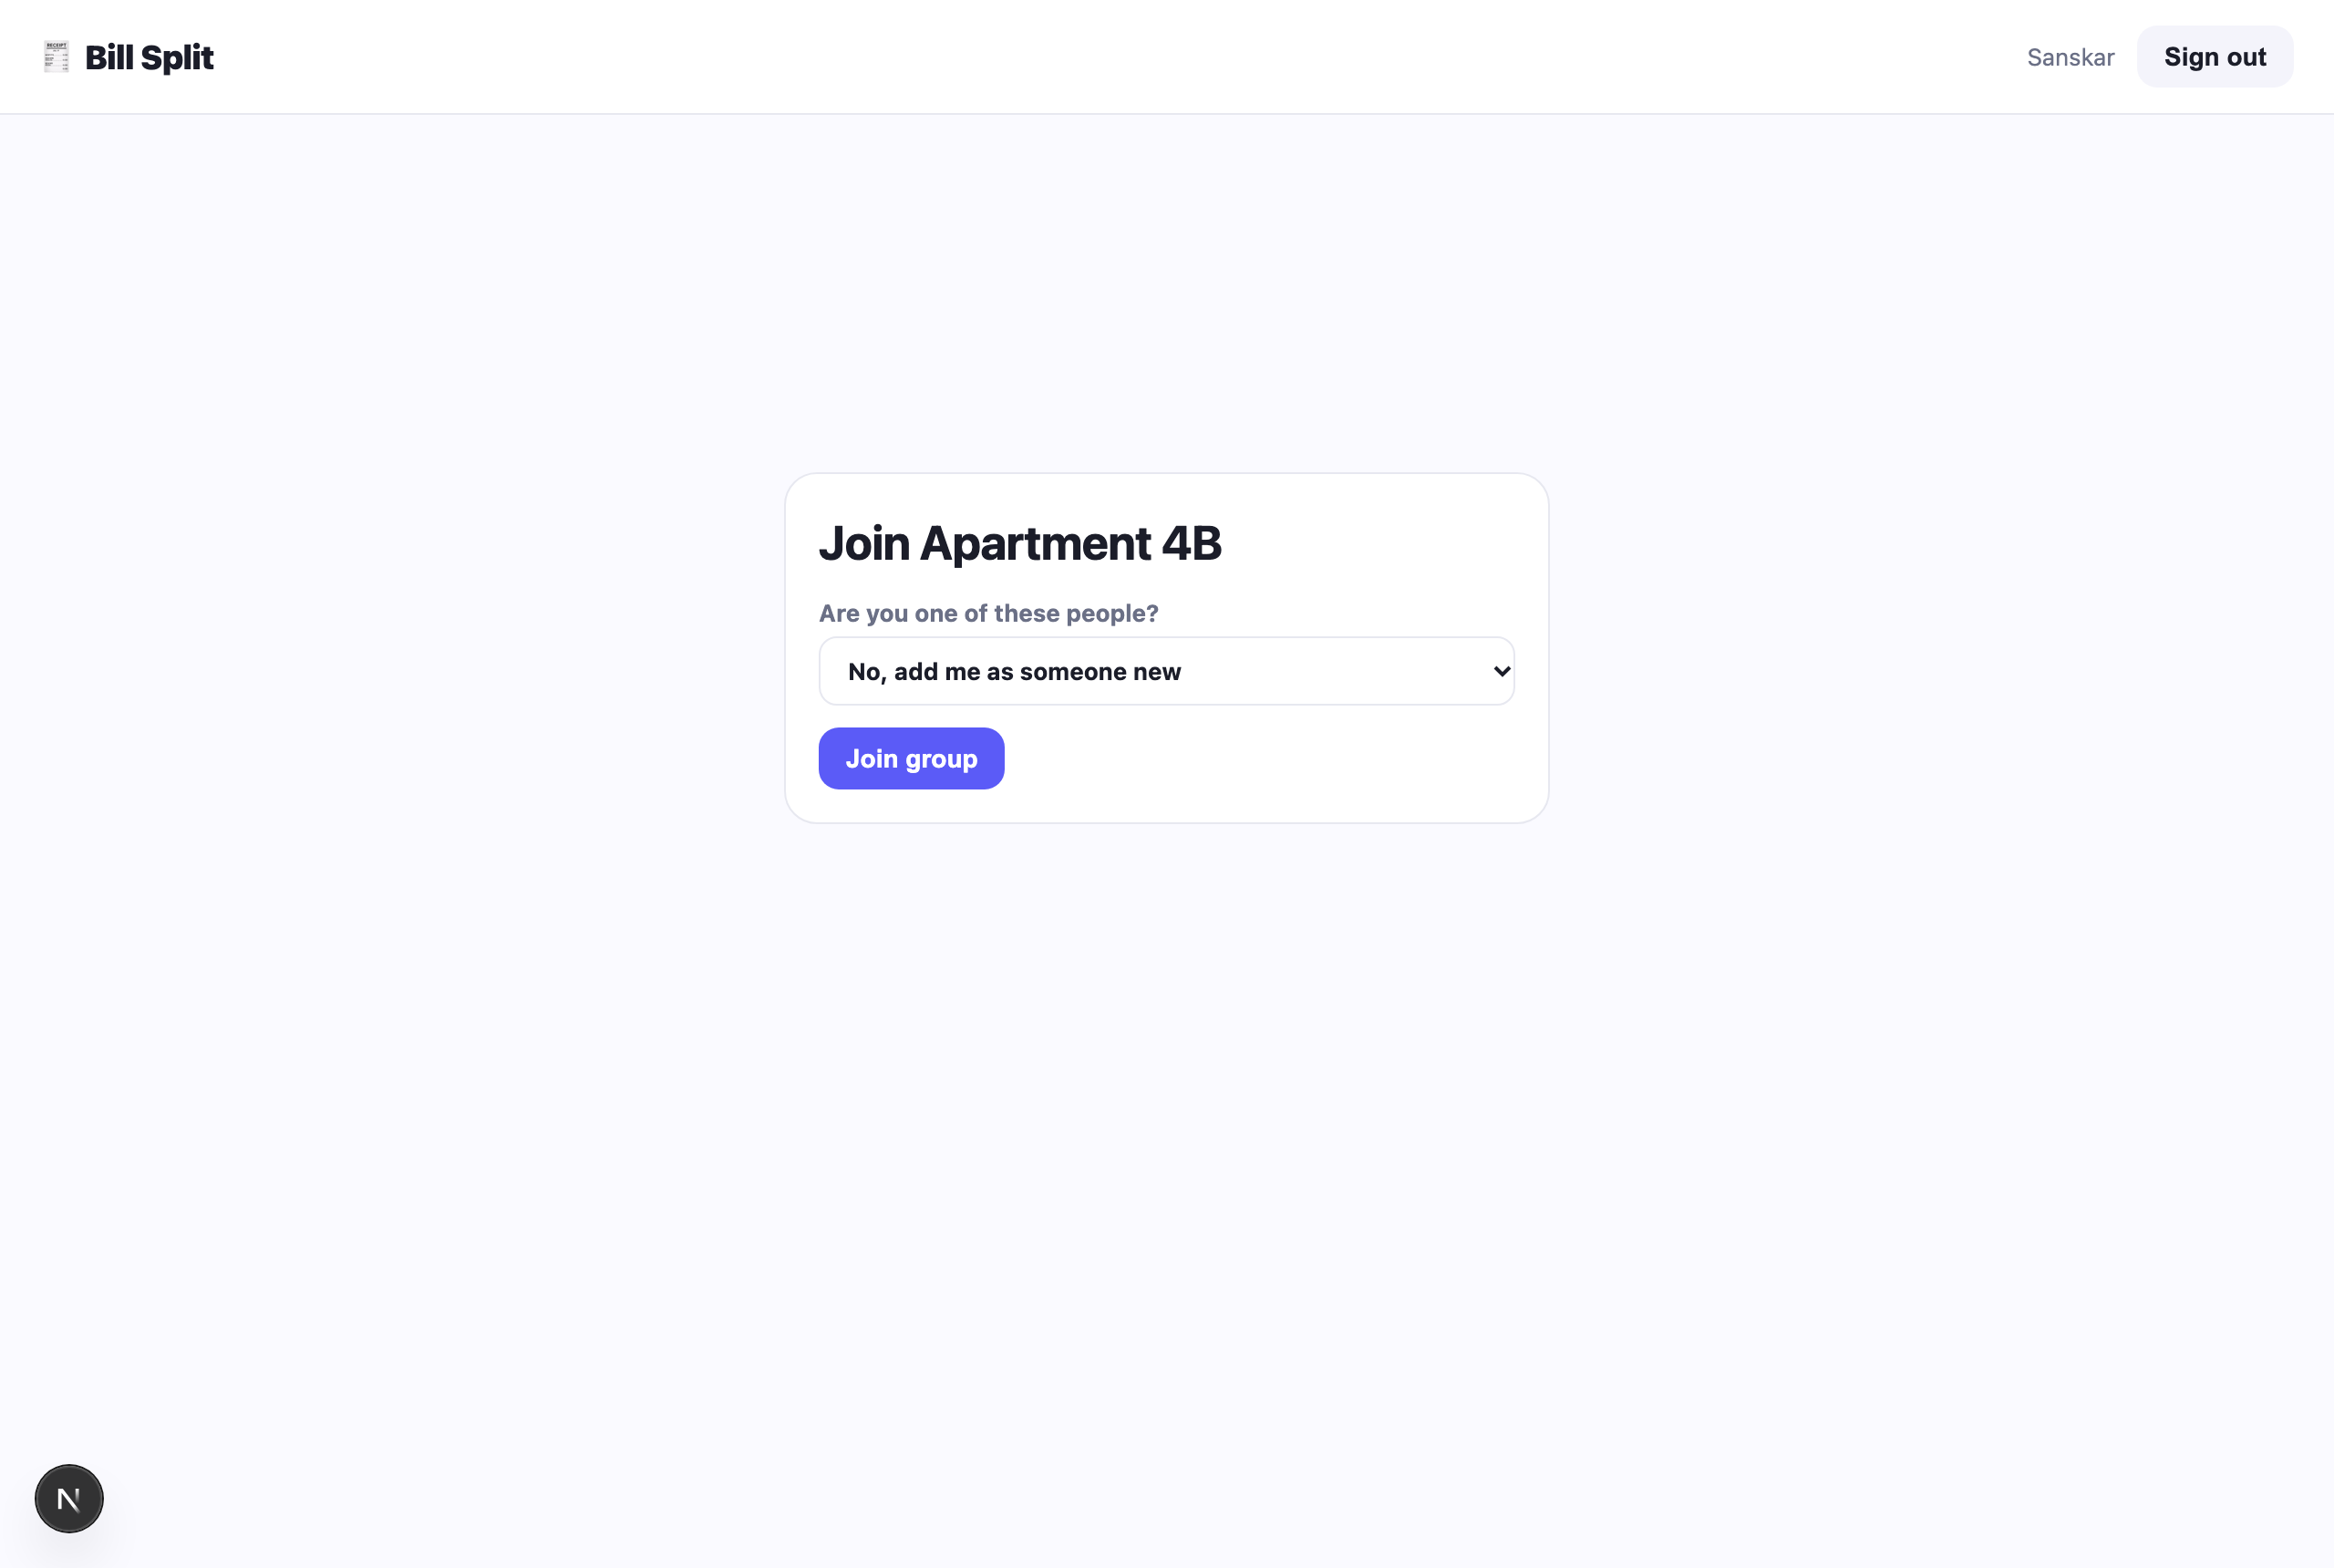 Bill Split
Sanskar
Sign out
Join Apartment 4B
Are you one of these people?
No, add me as someone new
Join group
N